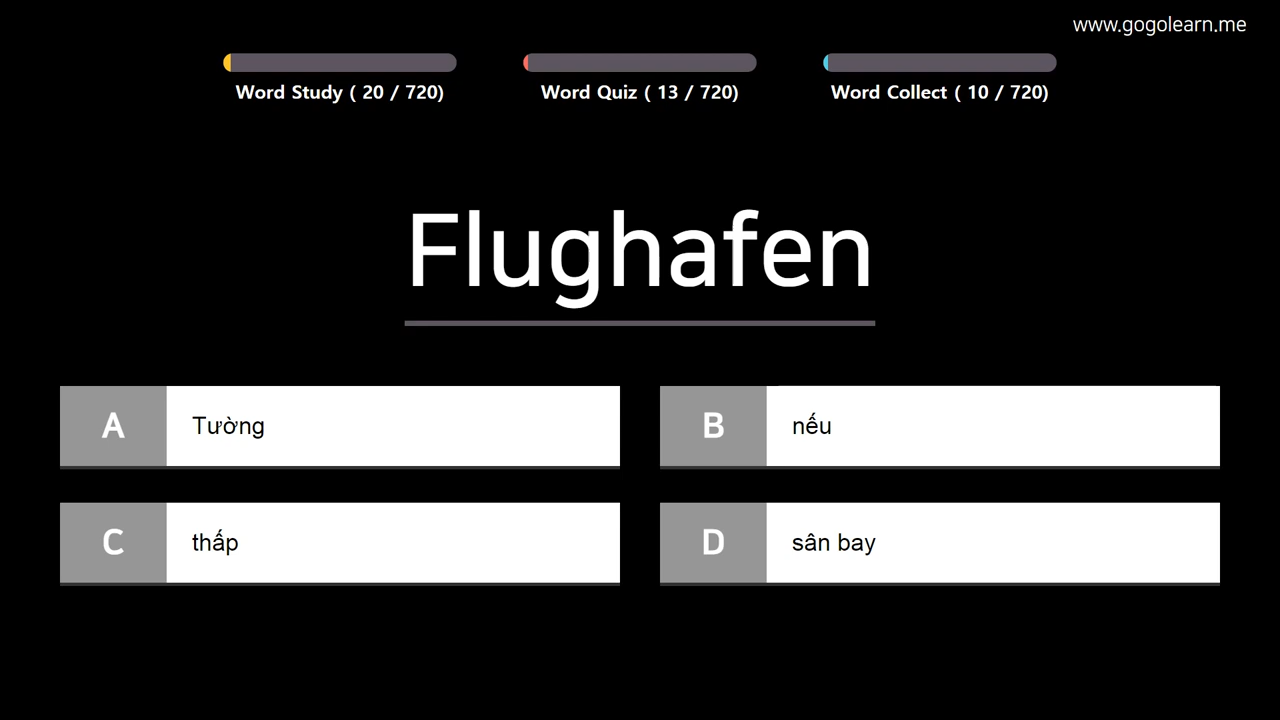 www.gogolearn.me
Word Study ( 20 / 720)
Word Quiz ( 13 / 720)
Word Collect ( 10 / 720)
Flughafen
A Tường
B nếu
C thấp
D sân bay